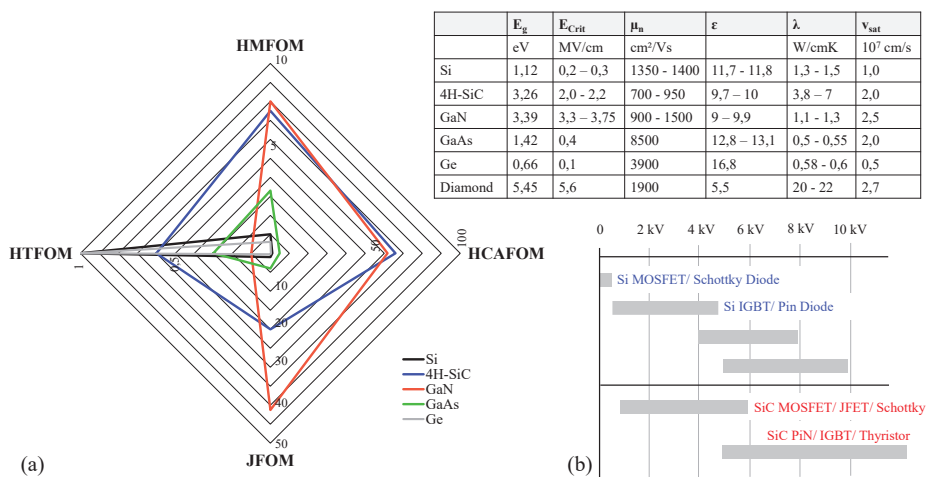 HMFOM
10
5
HTFOM
1
0,5
50
100
HCAFOM
10
20
30
40
50
JFOM
Si
4H-SiC
GaN
GaAs
Ge
(a)
E_g E_Crit μ_n ε λ v_sat
eV MV/cm cm²/Vs W/cmK 10⁷ cm/s
Si 1,12 0,2 – 0,3 1350 - 1400 11,7 - 11,8 1,3 - 1,5 1,0
4H-SiC 3,26 2,0 - 2,2 700 - 950 9,7 – 10 3,8 – 7 2,0
GaN 3,39 3,3 – 3,75 900 - 1500 9 – 9,9 1,1 - 1,3 2,5
GaAs 1,42 0,4 8500 12,8 – 13,1 0,5 - 0,55 2,0
Ge 0,66 0,1 3900 16,8 0,58 - 0,6 0,5
Diamond 5,45 5,6 1900 5,5 20 - 22 2,7
0 2 kV 4 kV 6 kV 8 kV 10 kV
Si MOSFET/ Schottky Diode
Si IGBT/ Pin Diode
SiC MOSFET/ JFET/ Schottky
SiC PiN/ IGBT/ Thyristor
(b)